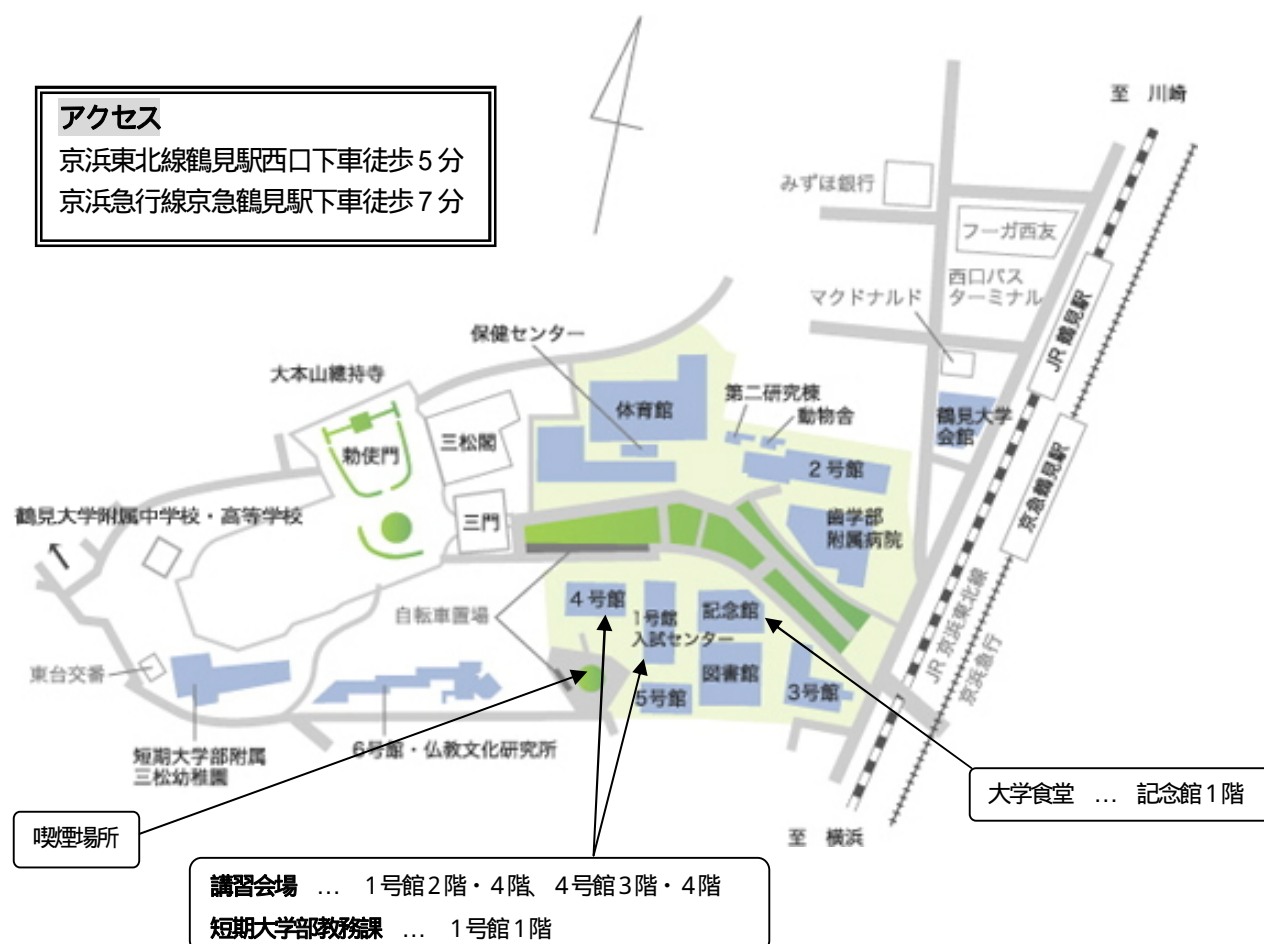 アクセス
京浜東北線鶴見駅西口下車徒歩5分
京浜急行線京急鶴見駅下車徒歩7分
至 川崎
みずほ銀行
フーガ西友
西口バス
ターミナル
マクドナルド
JR 鶴見駅
保健センター
大本山總持寺
体育館
第二研究棟
動物舎
鶴見大学
会館
三松閣
勅使門
2号館
京急鶴見駅
鶴見大学附属中学校・高等学校
三門
歯学部
附属病院
4号館
1号館
入試センター
記念館
自転車置場
JR 京浜東北線
京浜急行
東台交番
図書館
5号館
3号館
短期大学部附属
三松幼稚園
6号館・仏教文化研究所
大学食堂 … 記念館1階
喫煙場所
至 横浜
講習会場 … 1号館2階・4階、4号館3階・4階
短期大学部教務課 … 1号館1階